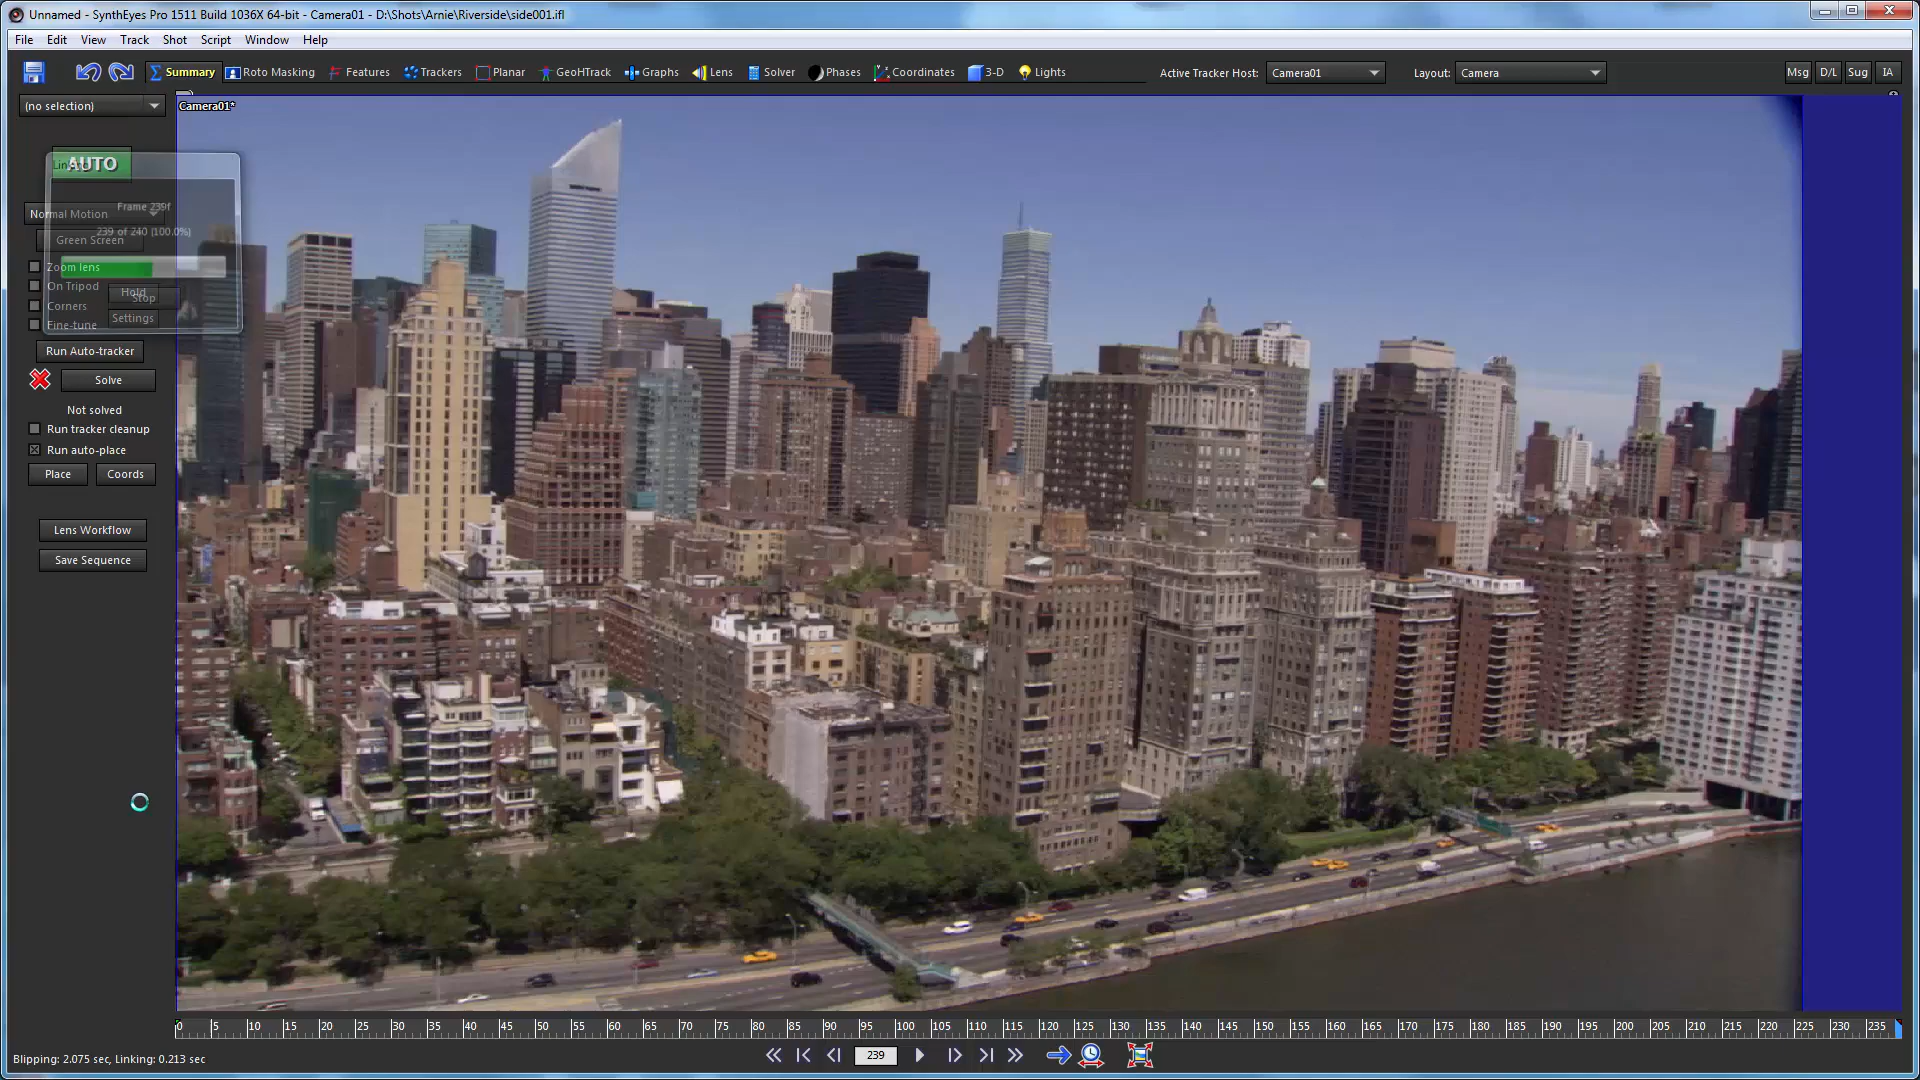 Unnamed - SynthEyes Pro 1511 Build 1036X 64-bit - Camera01 - D:\Shots\Arnie\Riverside\side001.ifl
File Edit View Track Shot Script Window Help
Summary Roto Masking Features Trackers Planar GeoHTrack Graphs Lens Solver Phases Coordinates 3-D Lights Active Tracker Host: Camera01 Layout: Camera Msg D/L Sug IA
(no selection)
Camera01*
AUTO
Frame 239f
Normal Motion
239 of 240 (100.0%)
Green Screen
Zoom lens
On Tripod Hold
Stop
Corners
Settings
Fine-tune
Run Auto-tracker
Solve
Not solved
Run tracker cleanup
Run auto-place
Place Coords
Lens Workflow
Save Sequence
0 5 10 15 20 25 30 35 40 45 50 55 60 65 70 75 80 85 90 95 100 105 110 115 120 125 130 135 140 145 150 155 160 165 170 175 180 185 190 195 200 205 210 215 220 225 230 235
239
Blipping: 2.075 sec, Linking: 0.213 sec